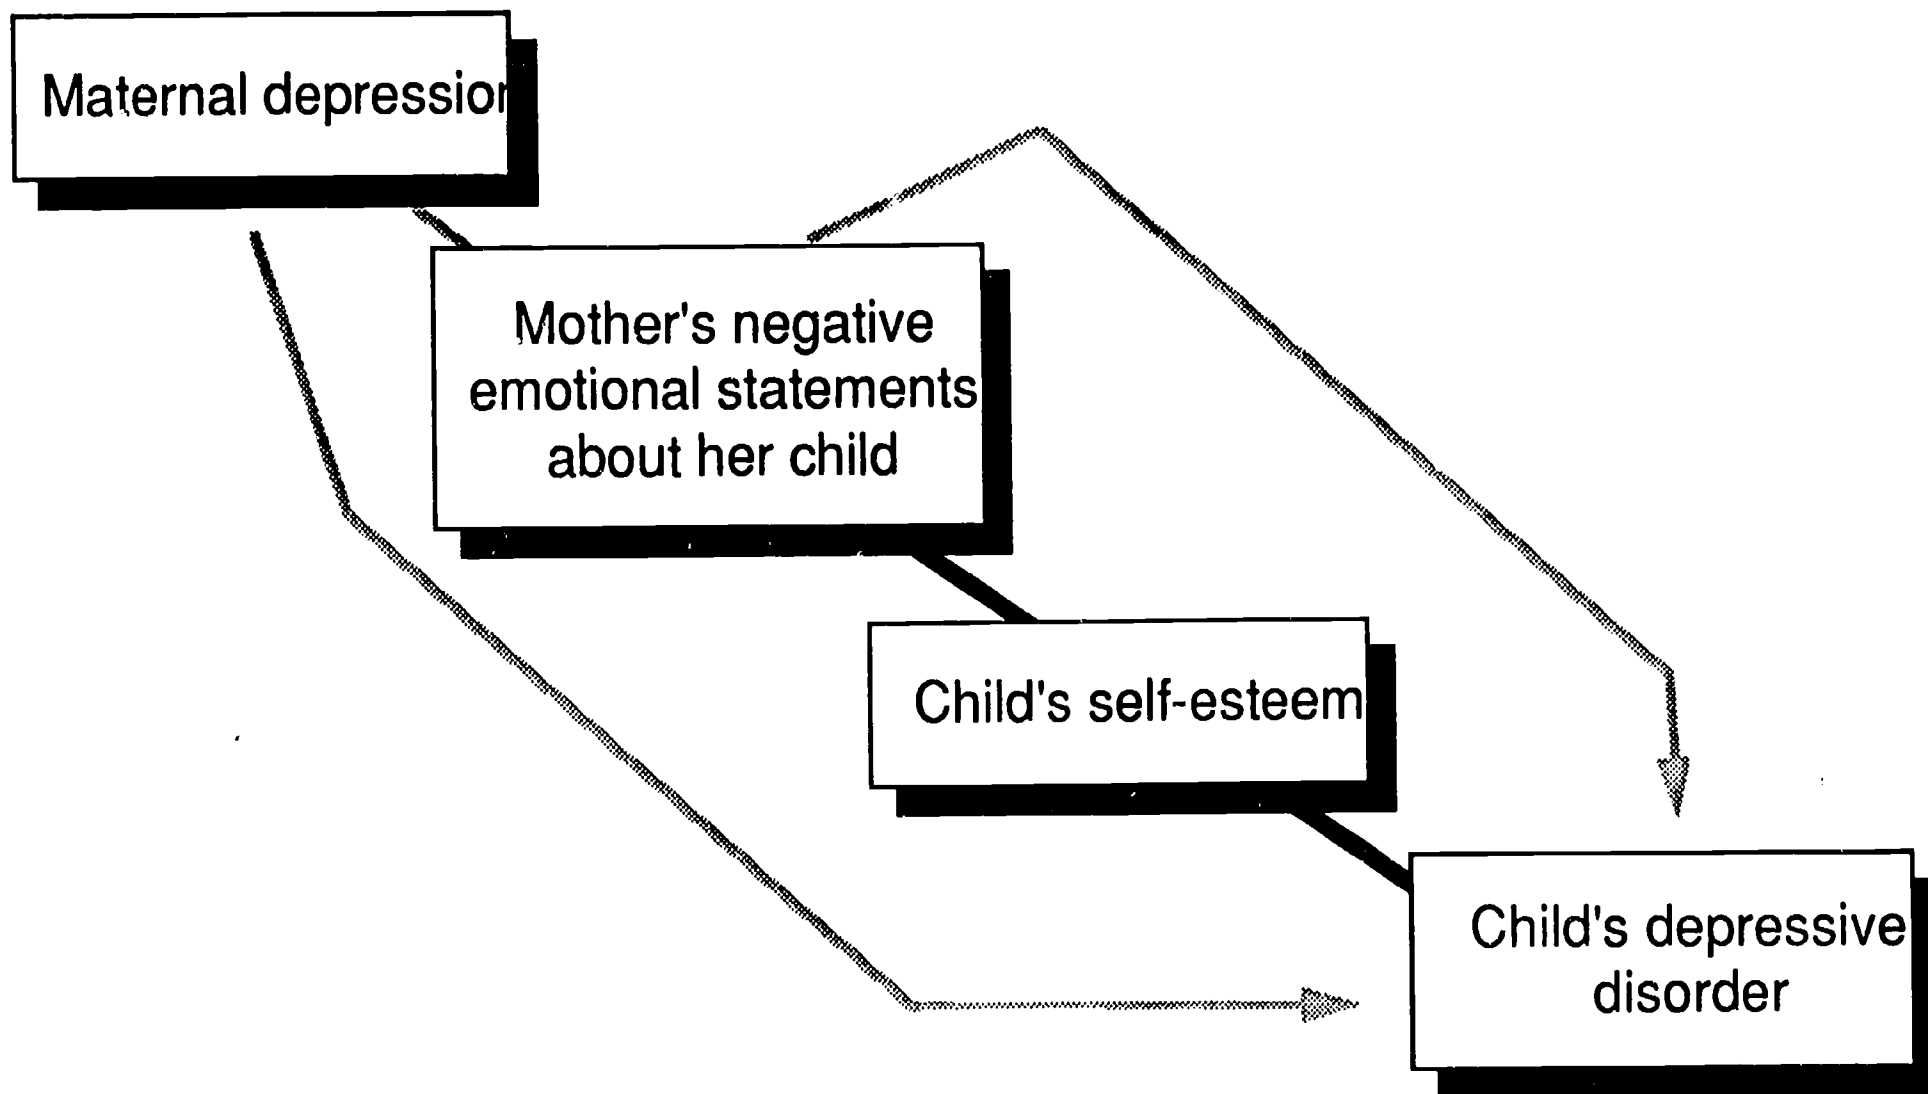 Maternal depression
Mother's negative
emotional statements
about her child
Child's self-esteem
Child's depressive
disorder